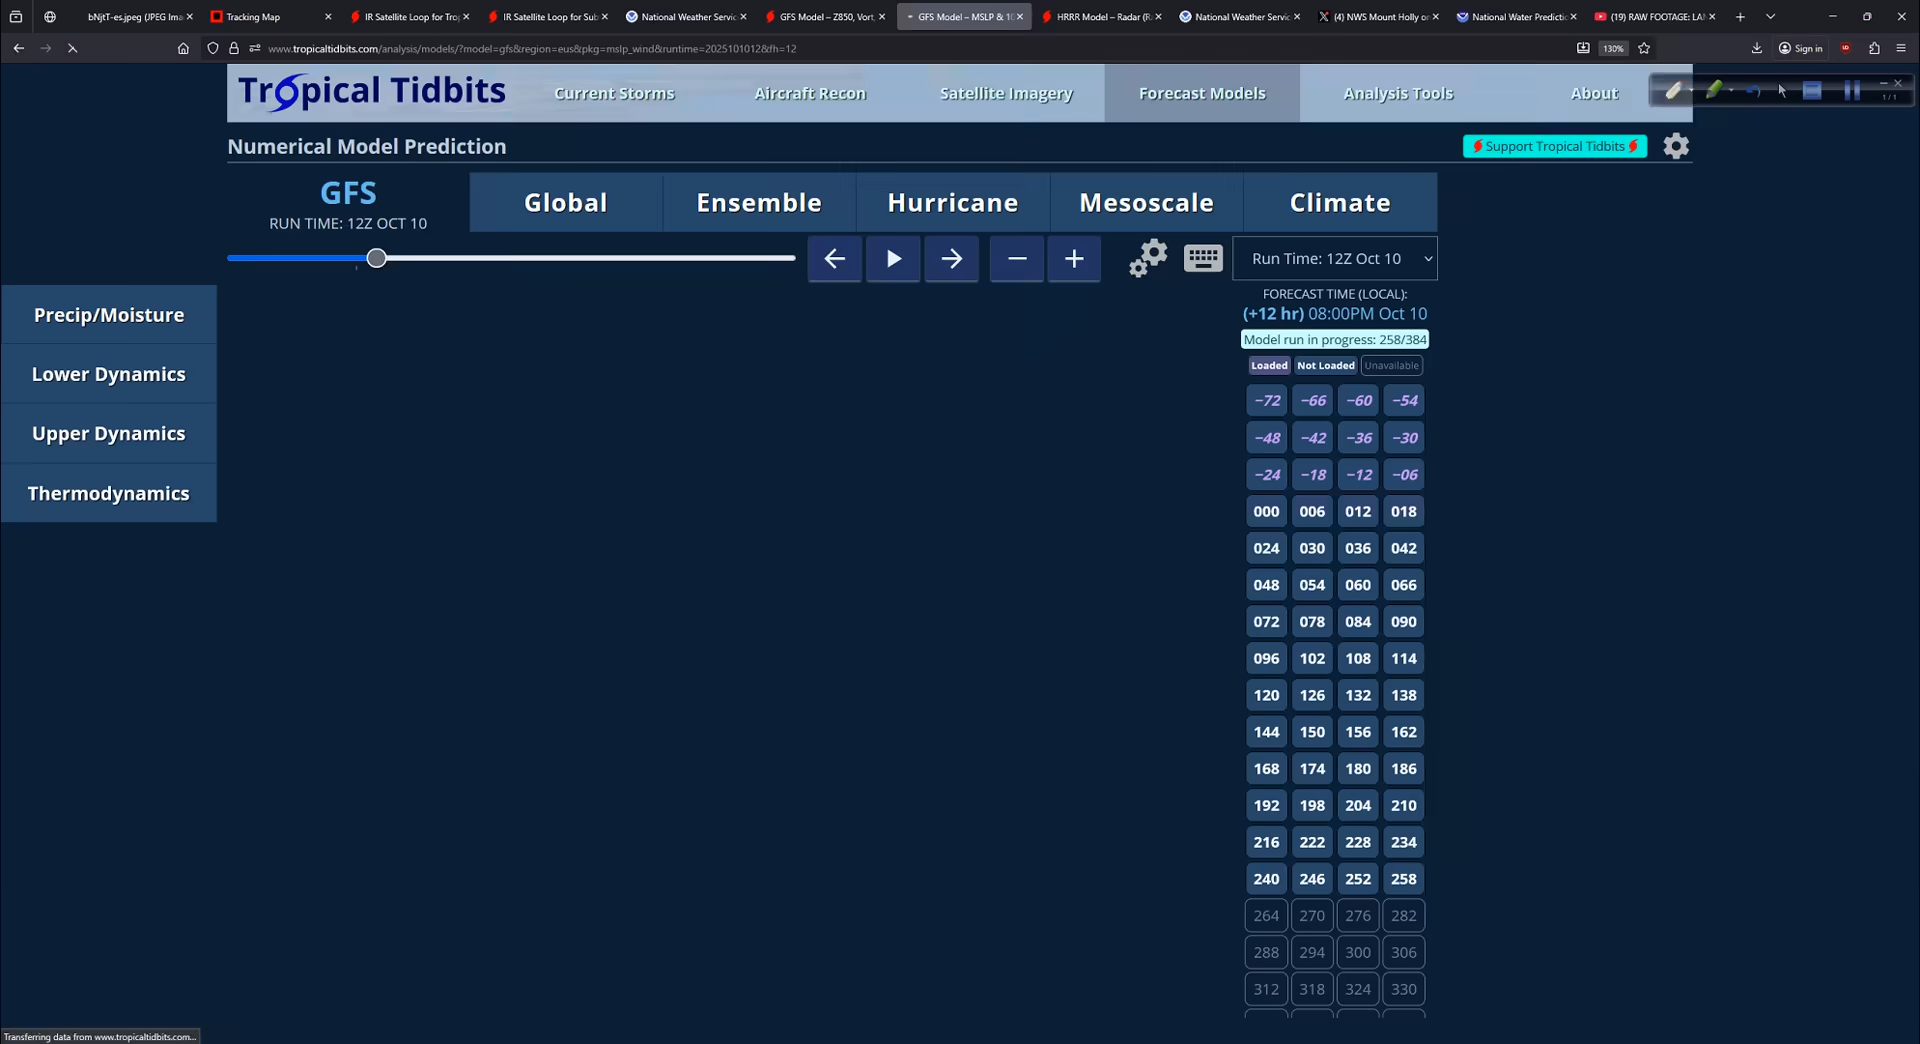 bNjtT-es.jpeg (JPEG Ima
Tracking Map
IR Satellite Loop for Tro
IR Satellite Loop for Sub
National Weather Servic
GFS Model – Z850, Vort,
GFS Model – MSLP & 10
HRRR Model – Radar (R
National Weather Servic
(4) NWS Mount Holly on
National Water Predictio
(19) RAW FOOTAGE: LA
www.tropicaltidbits.com/analysis/models/?model=gfs&region=eus&pkg=mslp_wind&runtime=2025101012&fh=12
130%
Sign in
Tropical Tidbits
Current Storms
Aircraft Recon
Satellite Imagery
Forecast Models
Analysis Tools
About
1/1
Numerical Model Prediction
Support Tropical Tidbits
GFS
RUN TIME: 12Z OCT 10
Global
Ensemble
Hurricane
Mesoscale
Climate
Run Time: 12Z Oct 10
Precip/Moisture
Lower Dynamics
Upper Dynamics
Thermodynamics
FORECAST TIME (LOCAL):
(+12 hr) 08:00PM Oct 10
Model run in progress: 258/384
Loaded Not Loaded Unavailable
−72 −66 −60 −54
−48 −42 −36 −30
−24 −18 −12 −06
000 006 012 018
024 030 036 042
048 054 060 066
072 078 084 090
096 102 108 114
120 126 132 138
144 150 156 162
168 174 180 186
192 198 204 210
216 222 228 234
240 246 252 258
264 270 276 282
288 294 300 306
312 318 324 330
Transferring data from www.tropicaltidbits.com...